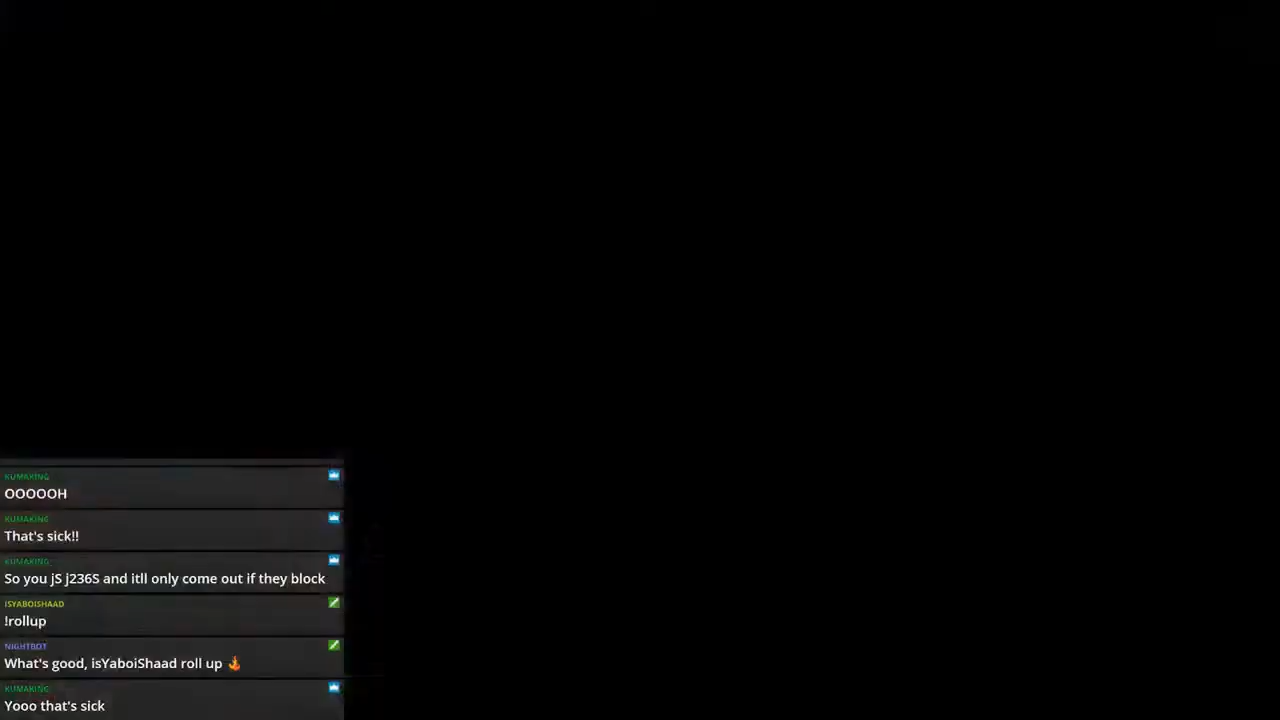 KUMAKING
OOOOOH
KUMAKING
That's sick!!
KUMAKING
So you jS j236S and itll only come out if they block
ISYABOISHAAD
!rollup
NIGHTBOT
What's good, isYaboiShaad roll up 🔥
KUMAKING
Yooo that's sick